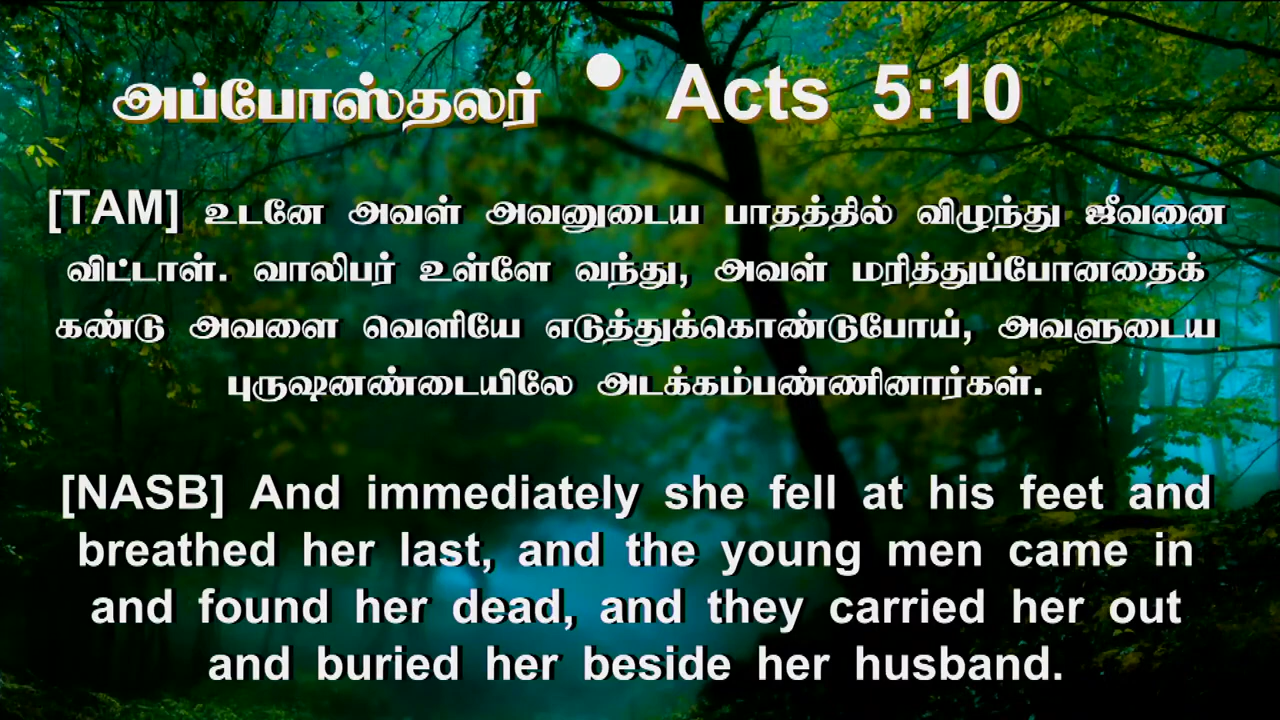 அப்போஸ்தலர் • Acts 5:10
[TAM] உடனே அவள் அவனுடைய பாதத்தில் விழுந்து ஜீவனை
விட்டாள். வாலிபர் உள்ளே வந்து, அவள் மரித்துப்போனதைக்
கண்டு அவளை வெளியே எடுத்துக்கொண்டுபோய், அவளுடைய
புருஷனண்டையிலே அடக்கம்பண்ணினார்கள்.
[NASB] And immediately she fell at his feet and
breathed her last, and the young men came in
and found her dead, and they carried her out
and buried her beside her husband.